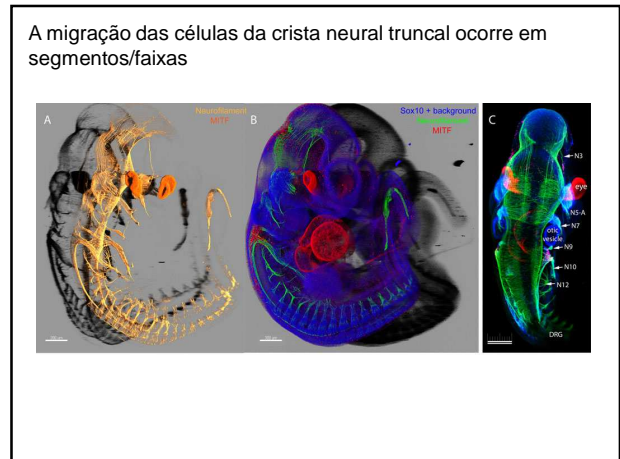 A migração das células da crista neural truncal ocorre em
segmentos/faixas
A
Neurofilament
MITF
B
Sox10 + background
MITF
C
N3
eye
N5-A
N7
otic
vesicle
N9
N10
N12
DRG